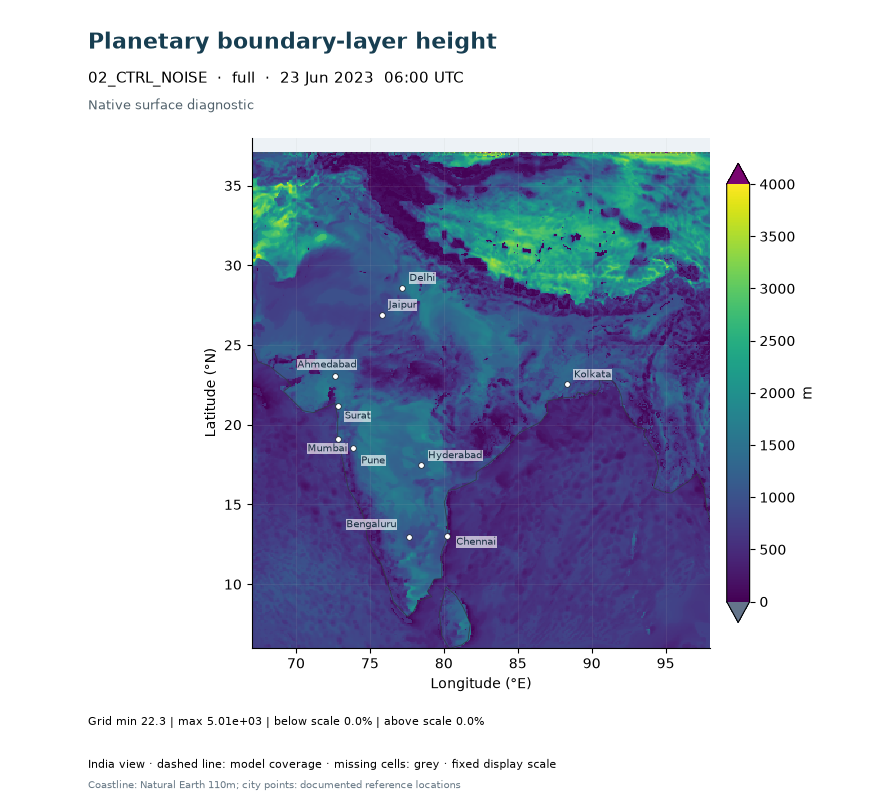 Planetary boundary-layer height
02_CTRL_NOISE · full · 23 Jun 2023 06:00 UTC
Native surface diagnostic
35
30
25
20
15
10
Latitude (°N)
Delhi
Jaipur
Ahmedabad
Kolkata
Surat
Mumbai
Pune
Hyderabad
Bengaluru
Chennai
70
75
80
85
90
95
Longitude (°E)
4000
3500
3000
2500
2000
1500
1000
500
0
m
Grid min 22.3 | max 5.01e+03 | below scale 0.0% | above scale 0.0%
India view · dashed line: model coverage · missing cells: grey · fixed display scale
Coastline: Natural Earth 110m; city points: documented reference locations